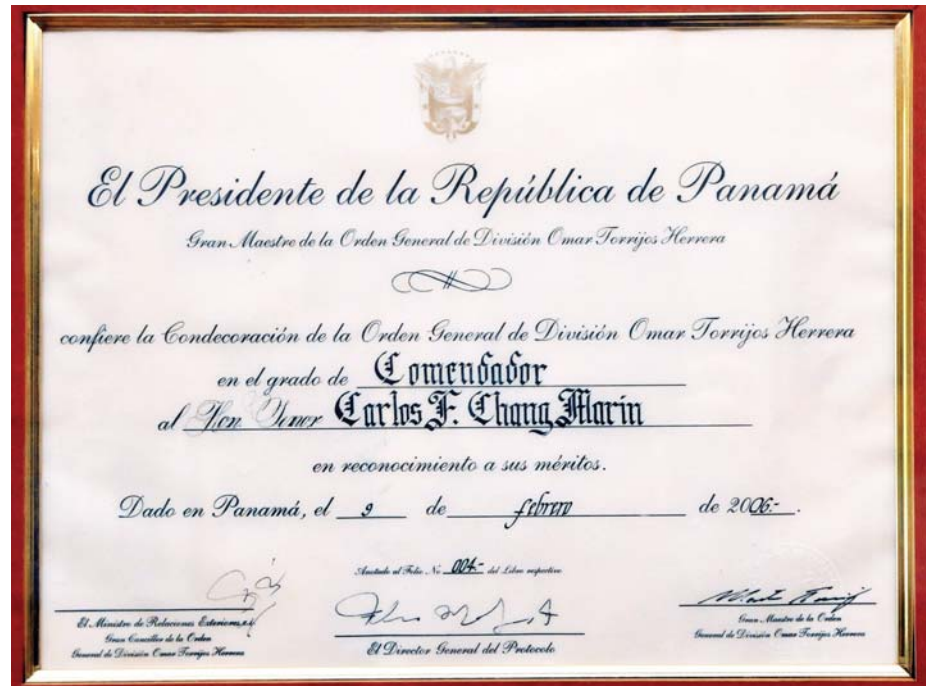 El Presidente de la República de Panamá
Gran Maestre de la Orden General de División Omar Torrijos Herrera
confiere la Condecoración de la Orden General de División Omar Torrijos Herrera
en el grado de Comendador
al Hon. Senor Carlos F. Chang Marin
en reconocimiento a sus méritos.
Dado en Panamá, el 9 de febrero de 2006.-
Anotado al Folio No. 004.- del Libro respectivo
El Ministro de Relaciones Exteriores, a.i.
Gran Canciller de la Orden
General de División Omar Torrijos Herrera
El Director General del Protocolo
Gran Maestre de la Orden
General de División Omar Torrijos Herrera